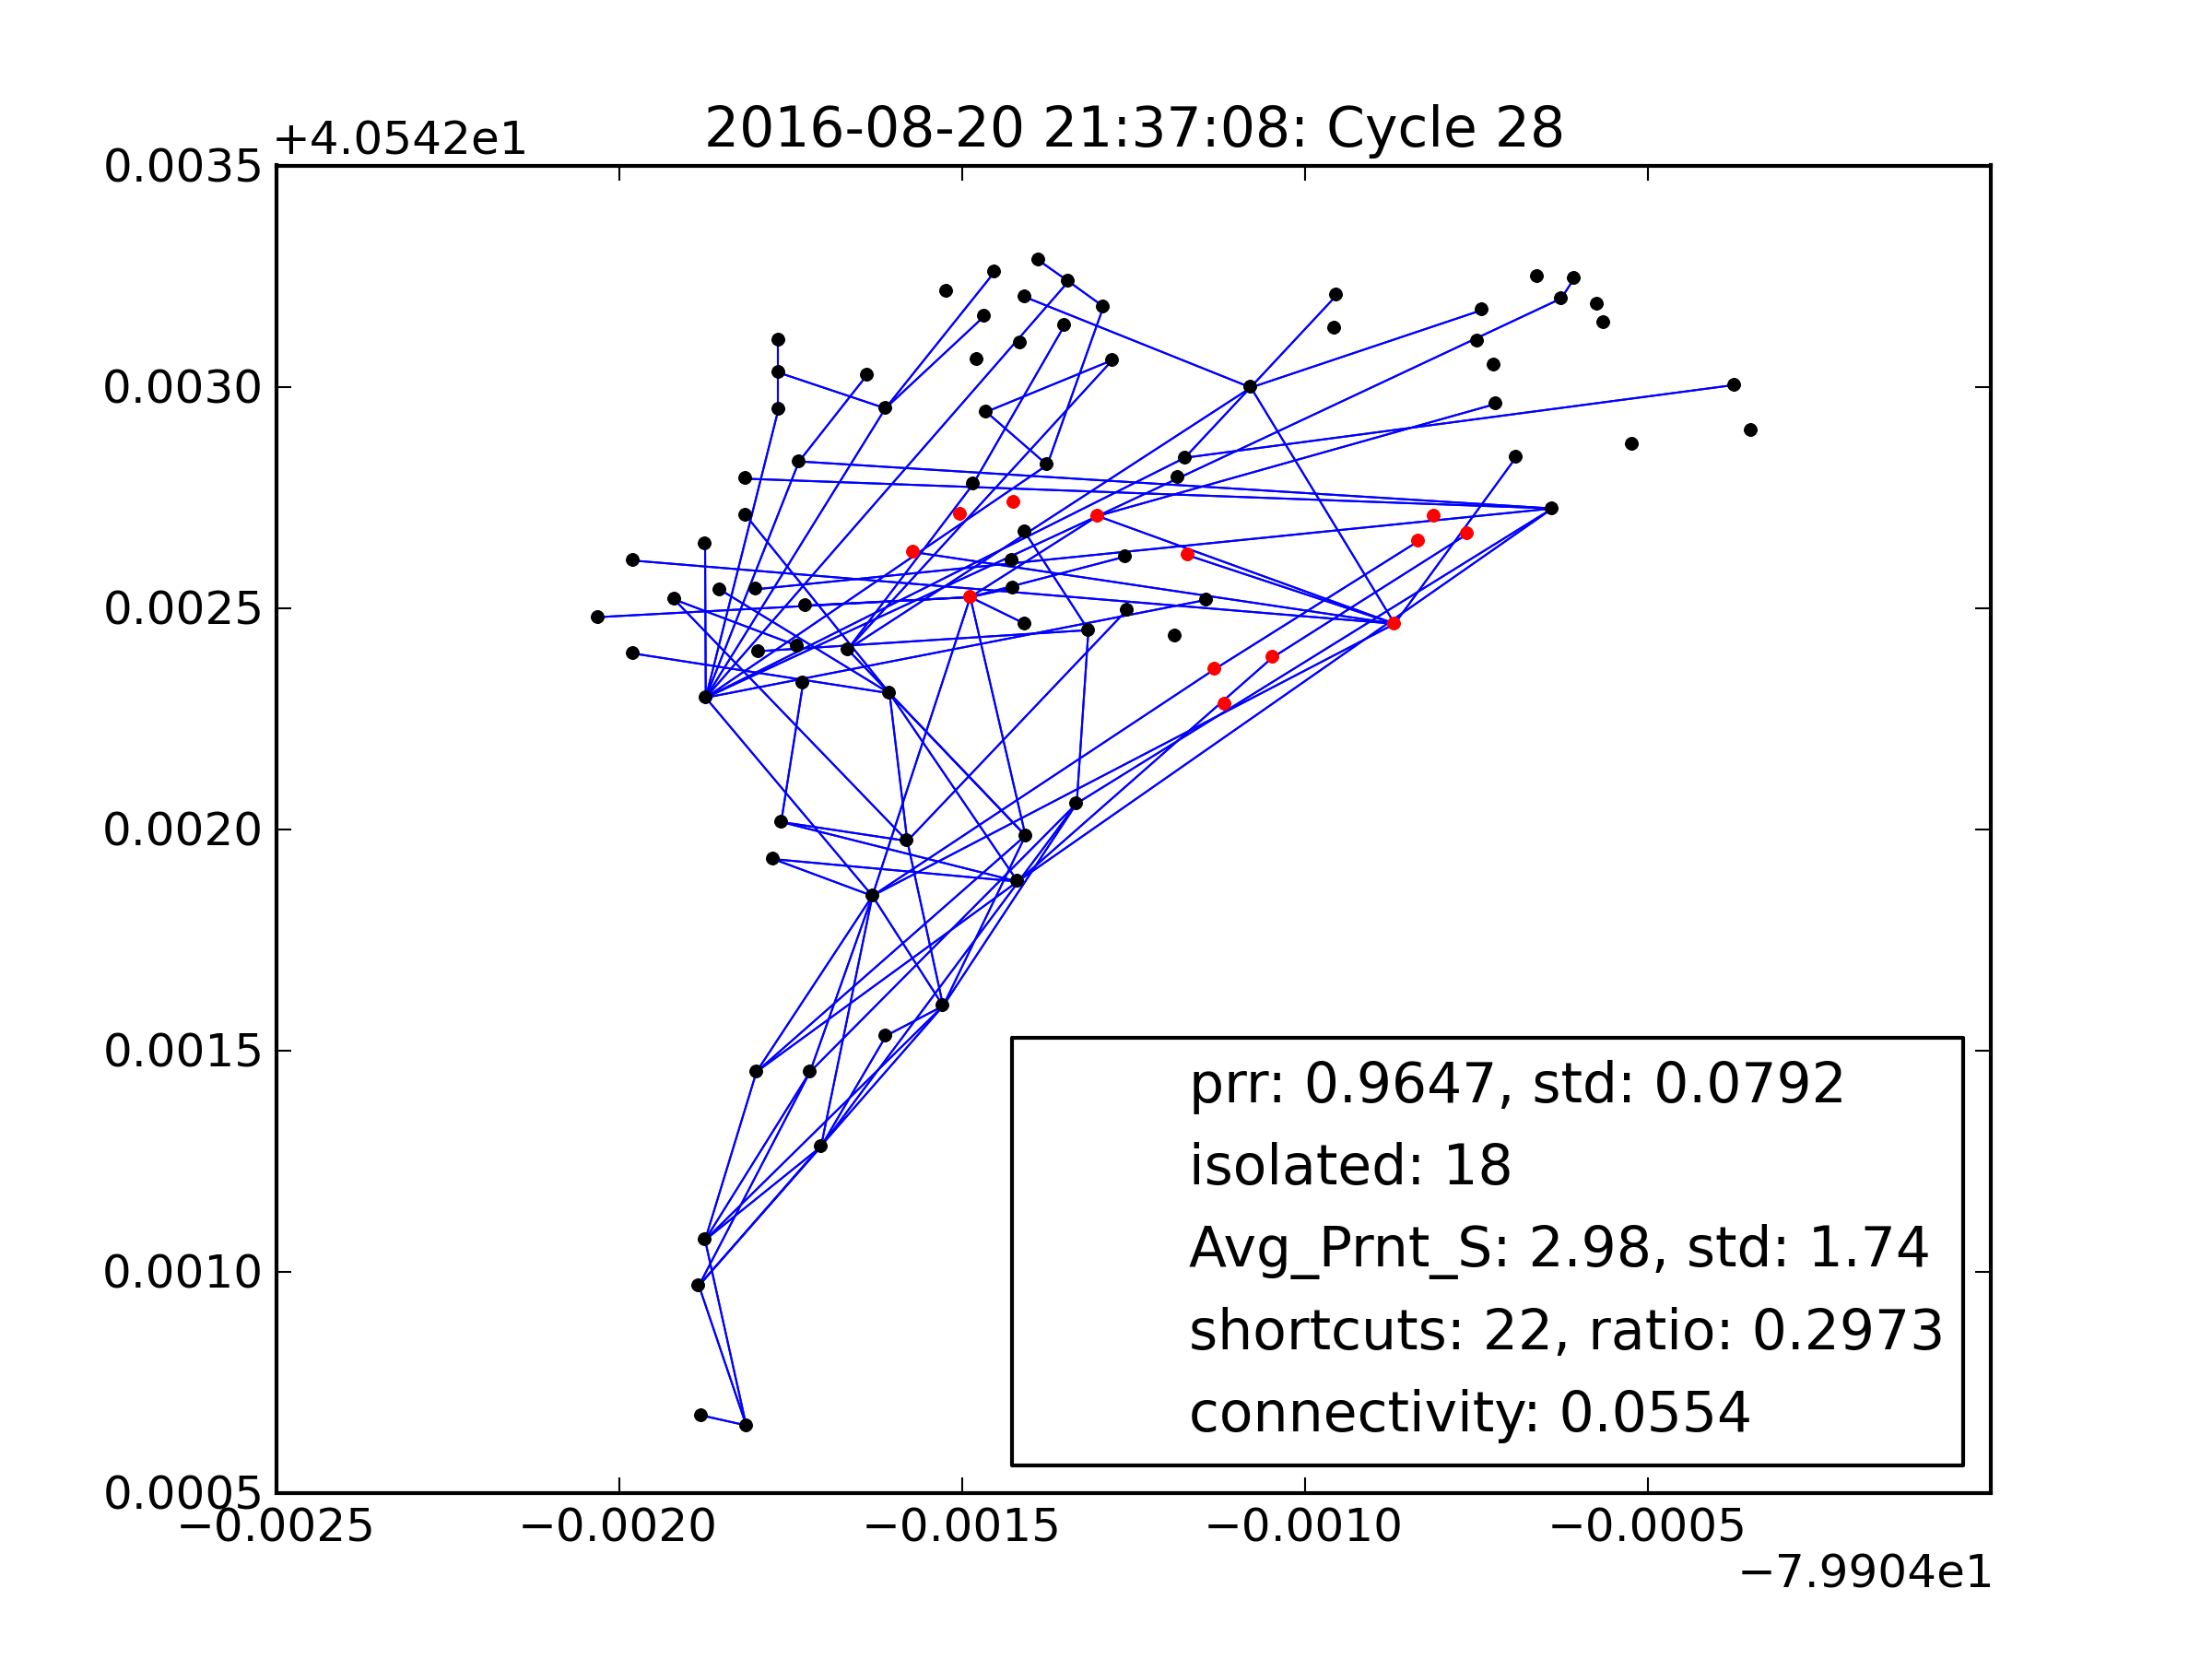 2016-08-20 21:37:08: Cycle 28
+4.0542e1
0.0035
0.0030
0.0025
0.0020
0.0015
0.0010
0.0005
prr: 0.9647, std: 0.0792
isolated: 18
Avg_Prnt_S: 2.98, std: 1.74
shortcuts: 22, ratio: 0.2973
connectivity: 0.0554
−0.0025 −0.0020 −0.0015 −0.0010 −0.0005
−7.9904e1